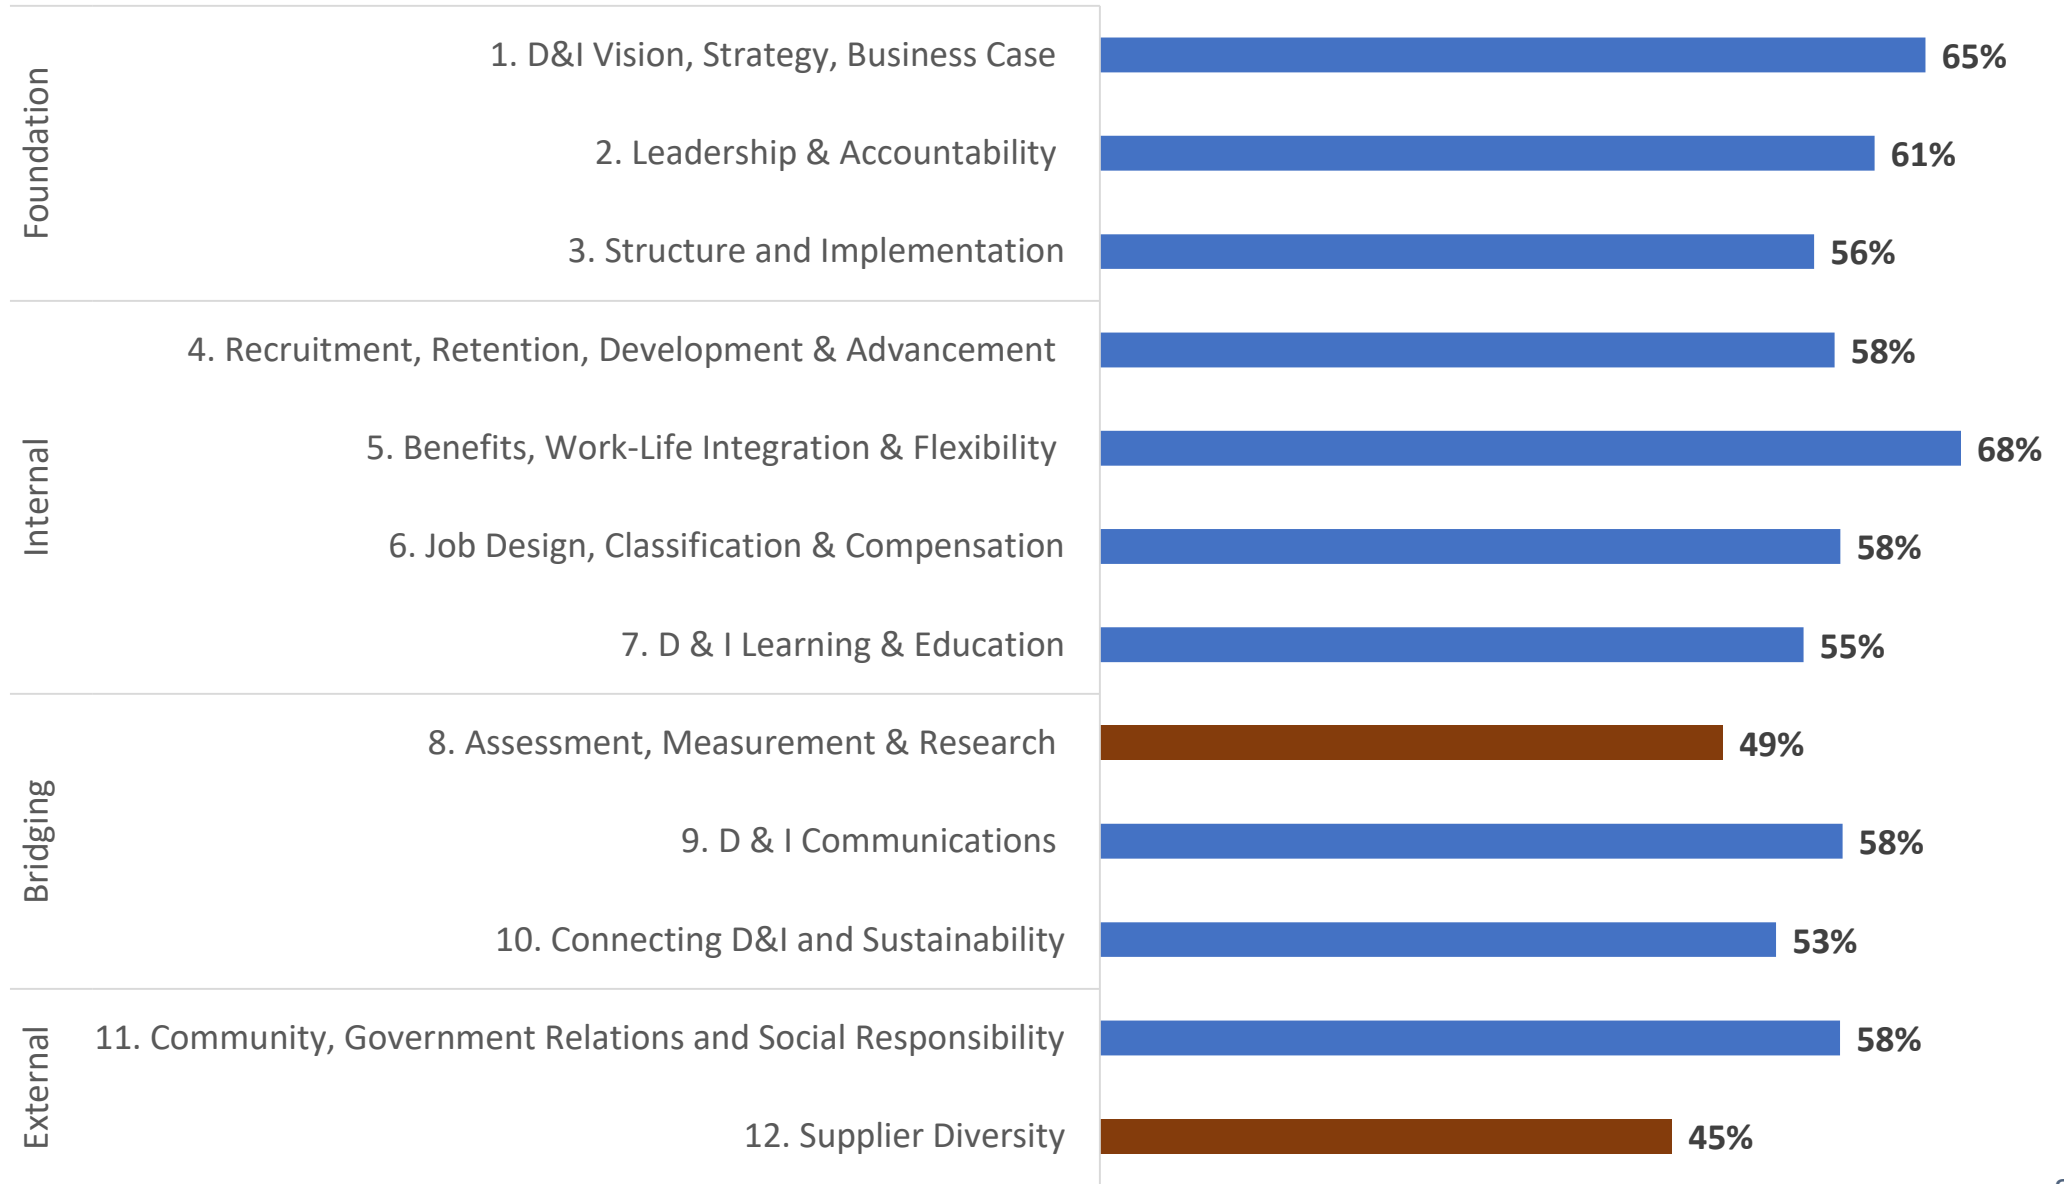 Foundation
1. D&I Vision, Strategy, Business Case 65%
2. Leadership & Accountability 61%
3. Structure and Implementation 56%
Internal
4. Recruitment, Retention, Development & Advancement 58%
5. Benefits, Work-Life Integration & Flexibility 68%
6. Job Design, Classification & Compensation 58%
7. D & I Learning & Education 55%
Bridging
8. Assessment, Measurement & Research 49%
9. D & I Communications 58%
10. Connecting D&I and Sustainability 53%
External
11. Community, Government Relations and Social Responsibility 58%
12. Supplier Diversity 45%